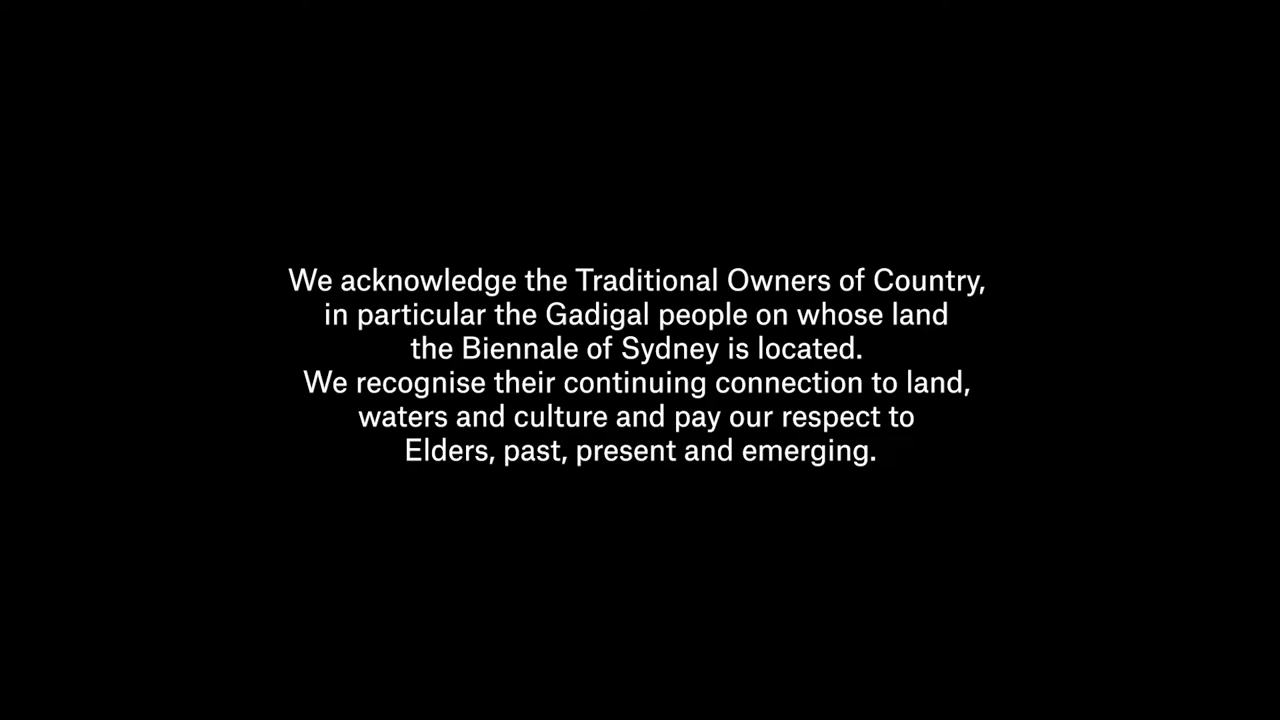 We acknowledge the Traditional Owners of Country,
in particular the Gadigal people on whose land
the Biennale of Sydney is located.
We recognise their continuing connection to land,
waters and culture and pay our respect to
Elders, past, present and emerging.